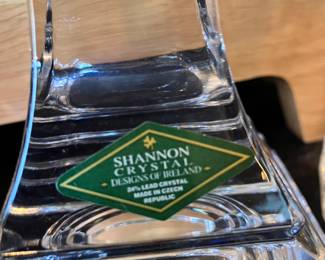 SHANNON
CRYSTAL
DESIGNS OF IRELAND
24% LEAD CRYSTAL
MADE IN CZECH
REPUBLIC